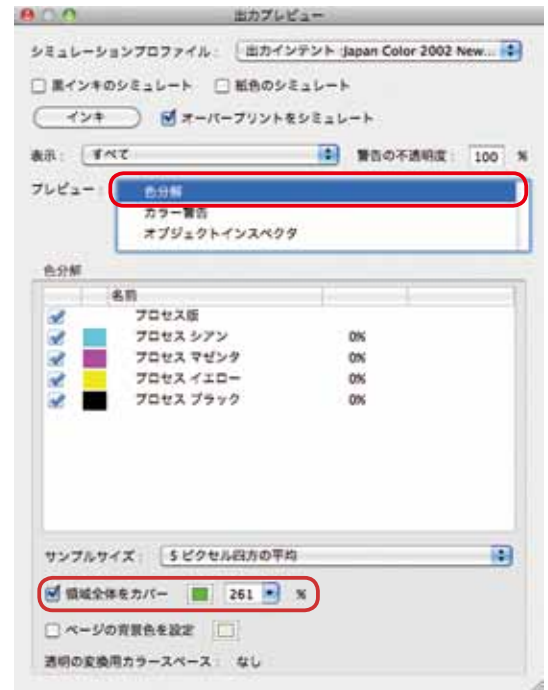 出力プレビュー
シミュレーションプロファイル： 出力インテント :Japan Color 2002 New...
黒インキのシミュレート 紙色のシミュレート
インキ オーバープリントをシミュレート
表示： すべて 警告の不透明度： 100 %
プレビュー： 色分解
カラー警告
オブジェクトインスペクタ
色分解
名前
プロセス版
プロセス シアン 0%
プロセス マゼンタ 0%
プロセス イエロー 0%
プロセス ブラック 0%
サンプルサイズ： 5 ピクセル四方の平均
領域全体をカバー 261 %
ページの背景色を設定
透明の変換用カラースペース： なし